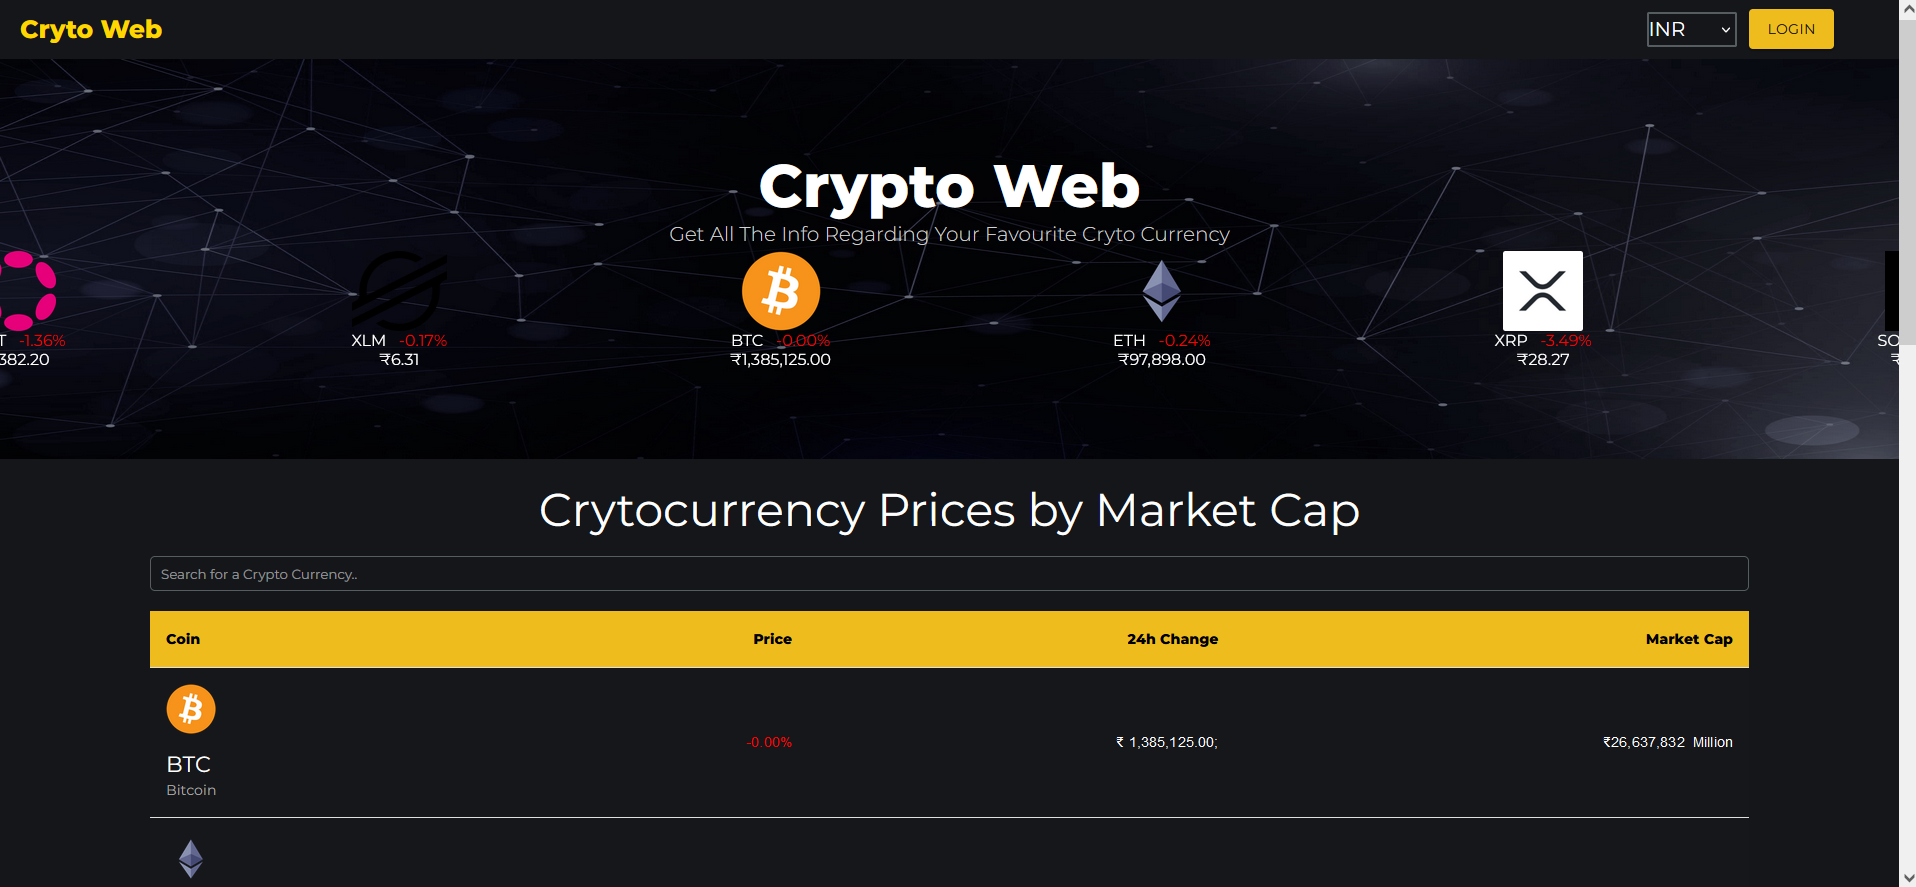 Cryto Web
INR
LOGIN
Crypto Web
Get All The Info Regarding Your Favourite Cryto Currency
T -1.36%
382.20
XLM -0.17%
₹6.31
BTC -0.00%
₹1,385,125.00
ETH -0.24%
₹97,898.00
XRP -3.49%
₹28.27
SO
₹
Crytocurrency Prices by Market Cap
Search for a Crypto Currency..
Coin Price 24h Change Market Cap
BTC
Bitcoin
-0.00% ₹ 1,385,125.00; ₹26,637,832 Million